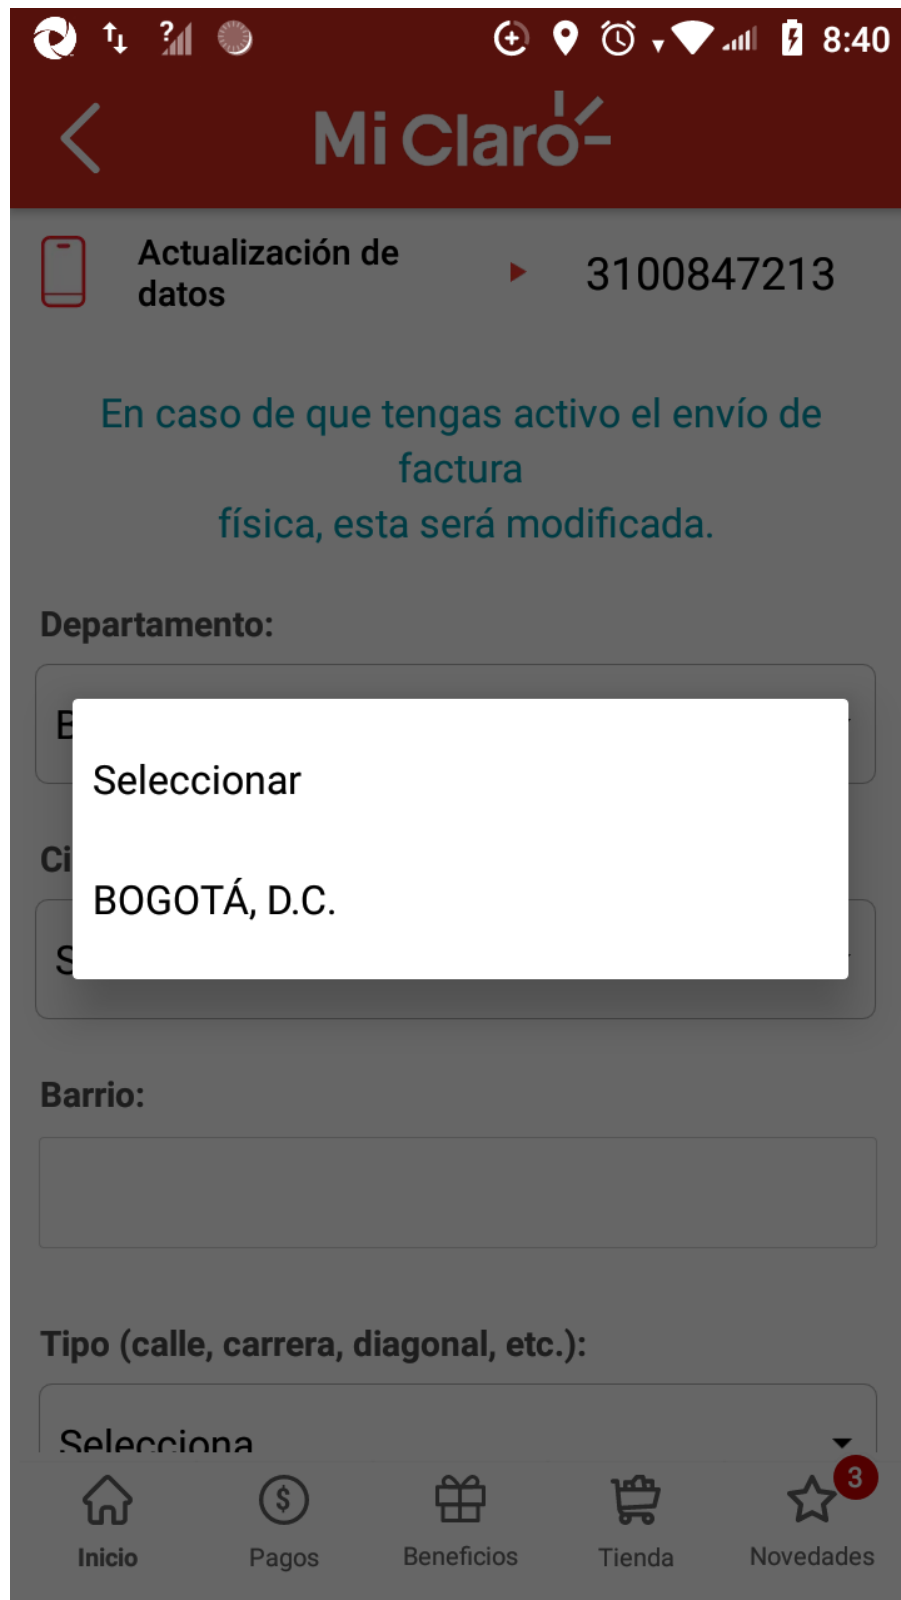 8:40
Mi Claro
Actualización de
datos
3100847213
En caso de que tengas activo el envío de
factura
física, esta será modificada.
Departamento:
B
Seleccionar
Ci
BOGOTÁ, D.C.
S
Barrio:
Tipo (calle, carrera, diagonal, etc.):
Selecciona
3
Inicio
Pagos
Beneficios
Tienda
Novedades